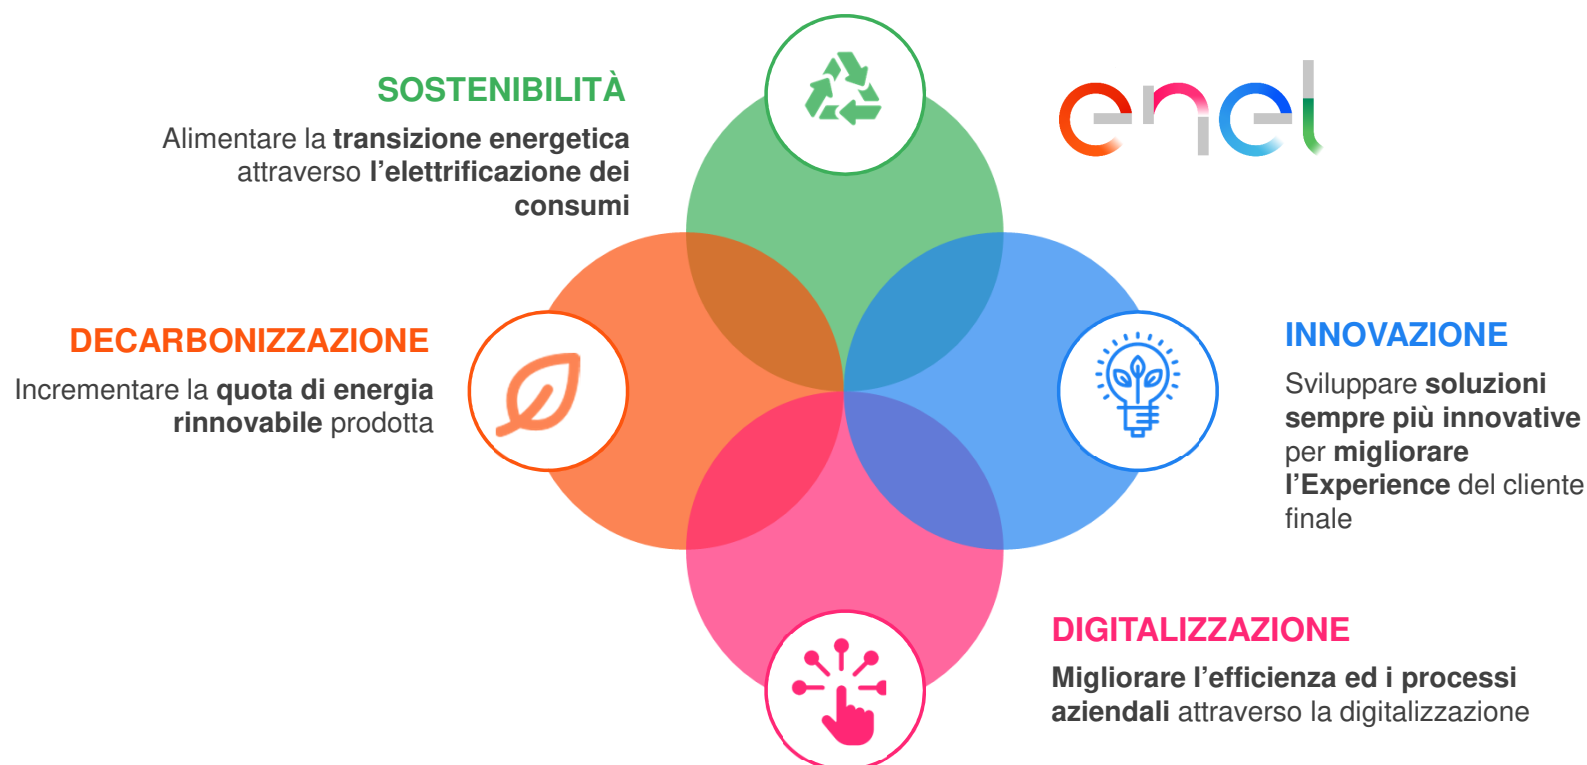 enel
SOSTENIBILITÀ
Alimentare la transizione energetica
attraverso l’elettrificazione dei
consumi
DECARBONIZZAZIONE
Incrementare la quota di energia
rinnovabile prodotta
INNOVAZIONE
Sviluppare soluzioni
sempre più innovative
per migliorare
l’Experience del cliente
finale
DIGITALIZZAZIONE
Migliorare l’efficienza ed i processi
aziendali attraverso la digitalizzazione